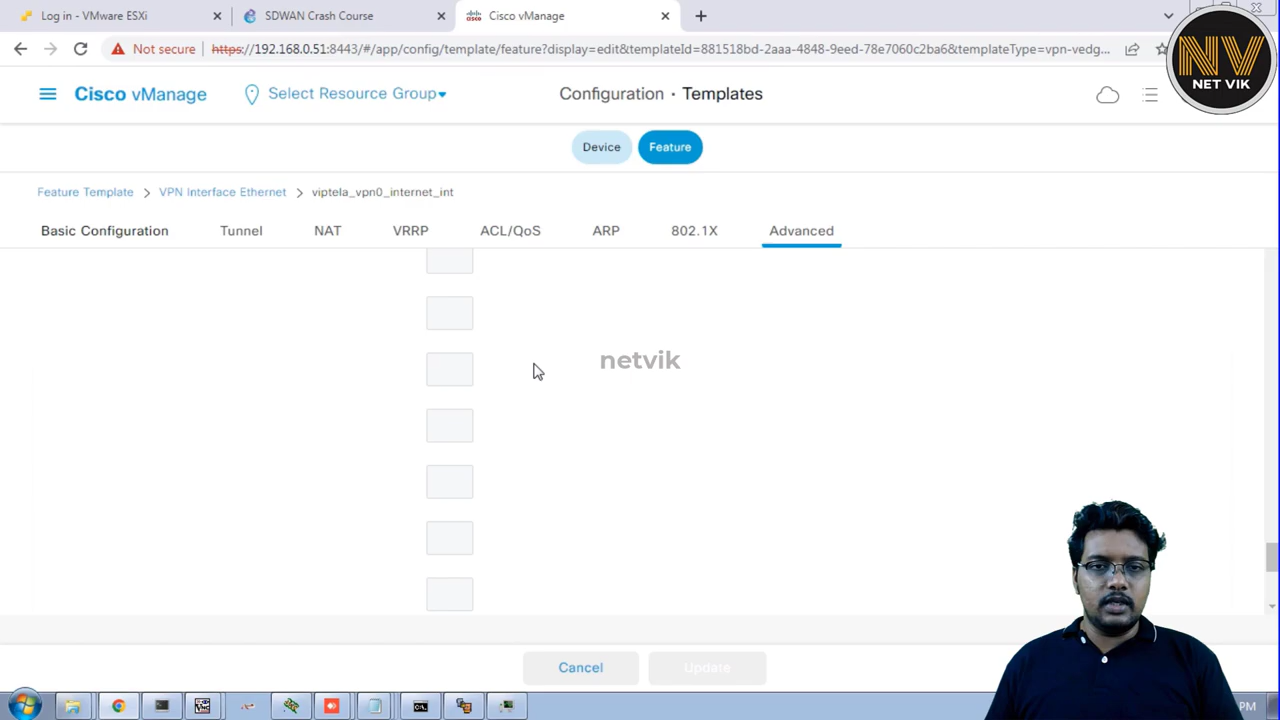 Log in - VMware ESXi
SDWAN Crash Course
Cisco vManage
Not secure
https://192.168.0.51:8443/#/app/config/template/feature?display=edit&templateId=881518bd-2aaa-4848-9eed-78e7060c2ba6&templateType=vpn-vedg...
NV
NET VIK
Cisco vManage
Select Resource Group
Configuration · Templates
Device
Feature
Feature Template > VPN Interface Ethernet > viptela_vpn0_internet_int
Basic Configuration
Tunnel
NAT
VRRP
ACL/QoS
ARP
802.1X
Advanced
netvik
Cancel
Update
PM